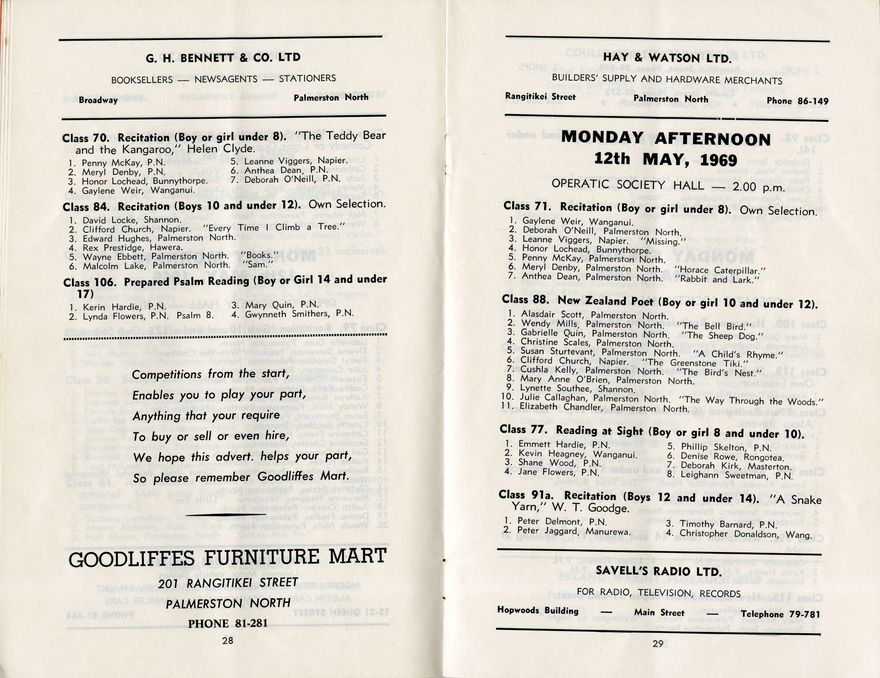 G. H. BENNETT & CO. LTD
BOOKSELLERS — NEWSAGENTS — STATIONERS
Broadway Palmerston North
Class 70. Recitation (Boy or girl under 8). "The Teddy Bear
and the Kangaroo," Helen Clyde.
1. Penny McKay, P.N.
2. Meryl Denby, P.N.
3. Honor Lochead, Bunnythorpe.
4. Gaylene Weir, Wanganui.
5. Leanne Viggers, Napier.
6. Anthea Dean, P.N.
7. Deborah O'Neill, P.N.
Class 84. Recitation (Boys 10 and under 12). Own Selection.
1. David Locke, Shannon.
2. Clifford Church, Napier. "Every Time I Climb a Tree."
3. Edward Hughes, Palmerston North.
4. Rex Prestidge, Hawera.
5. Wayne Ebbett, Palmerston North. "Books."
6. Malcolm Lake, Palmerston North. "Sam."
Class 106. Prepared Psalm Reading (Boy or Girl 14 and under
17)
1. Kerin Hardie, P.N.
2. Lynda Flowers, P.N. Psalm 8.
3. Mary Quin, P.N.
4. Gwynneth Smithers, P.N.
Competitions from the start,
Enables you to play your part,
Anything that your require
To buy or sell or even hire,
We hope this advert. helps your part,
So please remember Goodliffes Mart.
GOODLIFFES FURNITURE MART
201 RANGITIKEI STREET
PALMERSTON NORTH
PHONE 81-281
28
HAY & WATSON LTD.
BUILDERS' SUPPLY AND HARDWARE MERCHANTS
Rangitikei Street Palmerston North Phone 86-149
MONDAY AFTERNOON
12th MAY, 1969
OPERATIC SOCIETY HALL — 2.00 p.m.
Class 71. Recitation (Boy or girl under 8). Own Selection.
1. Gaylene Weir, Wanganui.
2. Deborah O'Neill, Palmerston North.
3. Leanne Viggers, Napier. "Missing."
4. Honor Lochead, Bunnythorpe.
5. Penny McKay, Palmerston North.
6. Meryl Denby, Palmerston North. "Horace Caterpillar."
7. Anthea Dean, Palmerston North. "Rabbit and Lark."
Class 88. New Zealand Poet (Boy or girl 10 and under 12).
1. Alasdair Scott, Palmerston North.
2. Wendy Mills, Palmerston North. "The Bell Bird."
3. Gabrielle Quin, Palmerston North. "The Sheep Dog."
4. Christine Scales, Palmerston North.
5. Susan Sturtevant, Palmerston North. "A Child's Rhyme."
6. Clifford Church, Napier. "The Greenstone Tiki."
7. Cushla Kelly, Palmerston North. "The Bird's Nest."
8. Mary Anne O'Brien, Palmerston North.
9. Lynette Southee, Shannon.
10. Julie Callaghan, Palmerston North. "The Way Through the Woods."
11. Elizabeth Chandler, Palmerston North.
Class 77. Reading at Sight (Boy or girl 8 and under 10).
1. Emmett Hardie, P.N.
2. Kevin Heagney, Wanganui.
3. Shane Wood, P.N.
4. Jane Flowers, P.N.
5. Phillip Skelton, P.N.
6. Denise Rowe, Rongotea.
7. Deborah Kirk, Masterton.
8. Leighann Sweetman, P.N.
Class 91a. Recitation (Boys 12 and under 14). "A Snake
Yarn," W. T. Goodge.
1. Peter Delmont, P.N.
2. Peter Jaggard, Manurewa.
3. Timothy Barnard, P.N.
4. Christopher Donaldson, Wang.
SAVELL'S RADIO LTD.
FOR RADIO, TELEVISION, RECORDS
Hopwoods Building — Main Street — Telephone 79-781
29